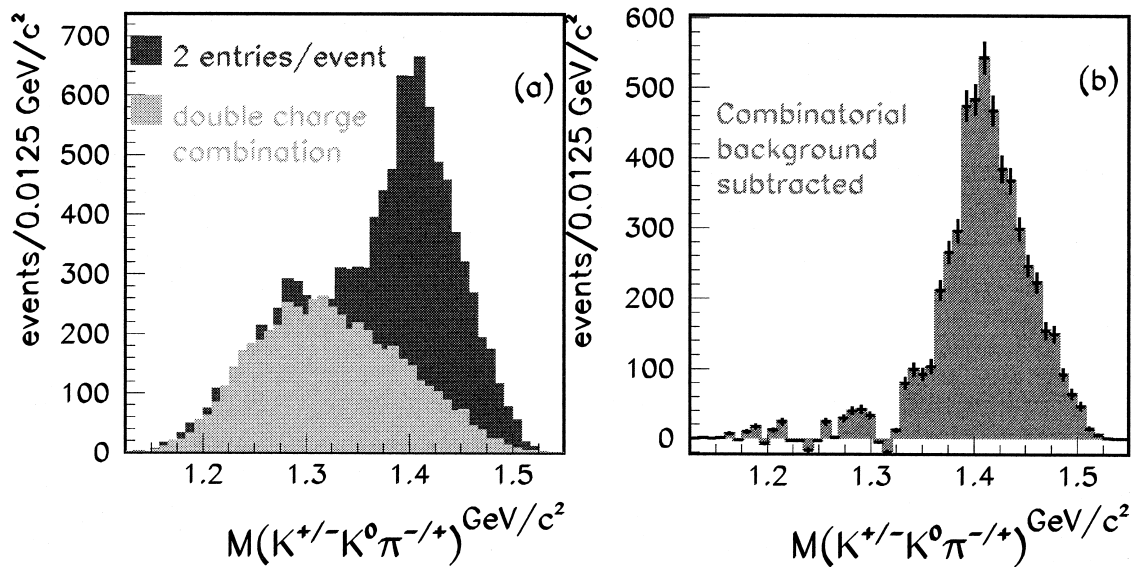 events/0.0125 GeV/c²
700
600
500
400
300
200
100
0
2 entries/event
double charge
combination
(a)
1.2 1.3 1.4 1.5
M(K⁺/⁻K⁰π⁻/⁺) GeV/c²
events/0.0125 GeV/c²
600
500
400
300
200
100
0
Combinatorial
background
subtracted
(b)
1.2 1.3 1.4 1.5
M(K⁺/⁻K⁰π⁻/⁺) GeV/c²